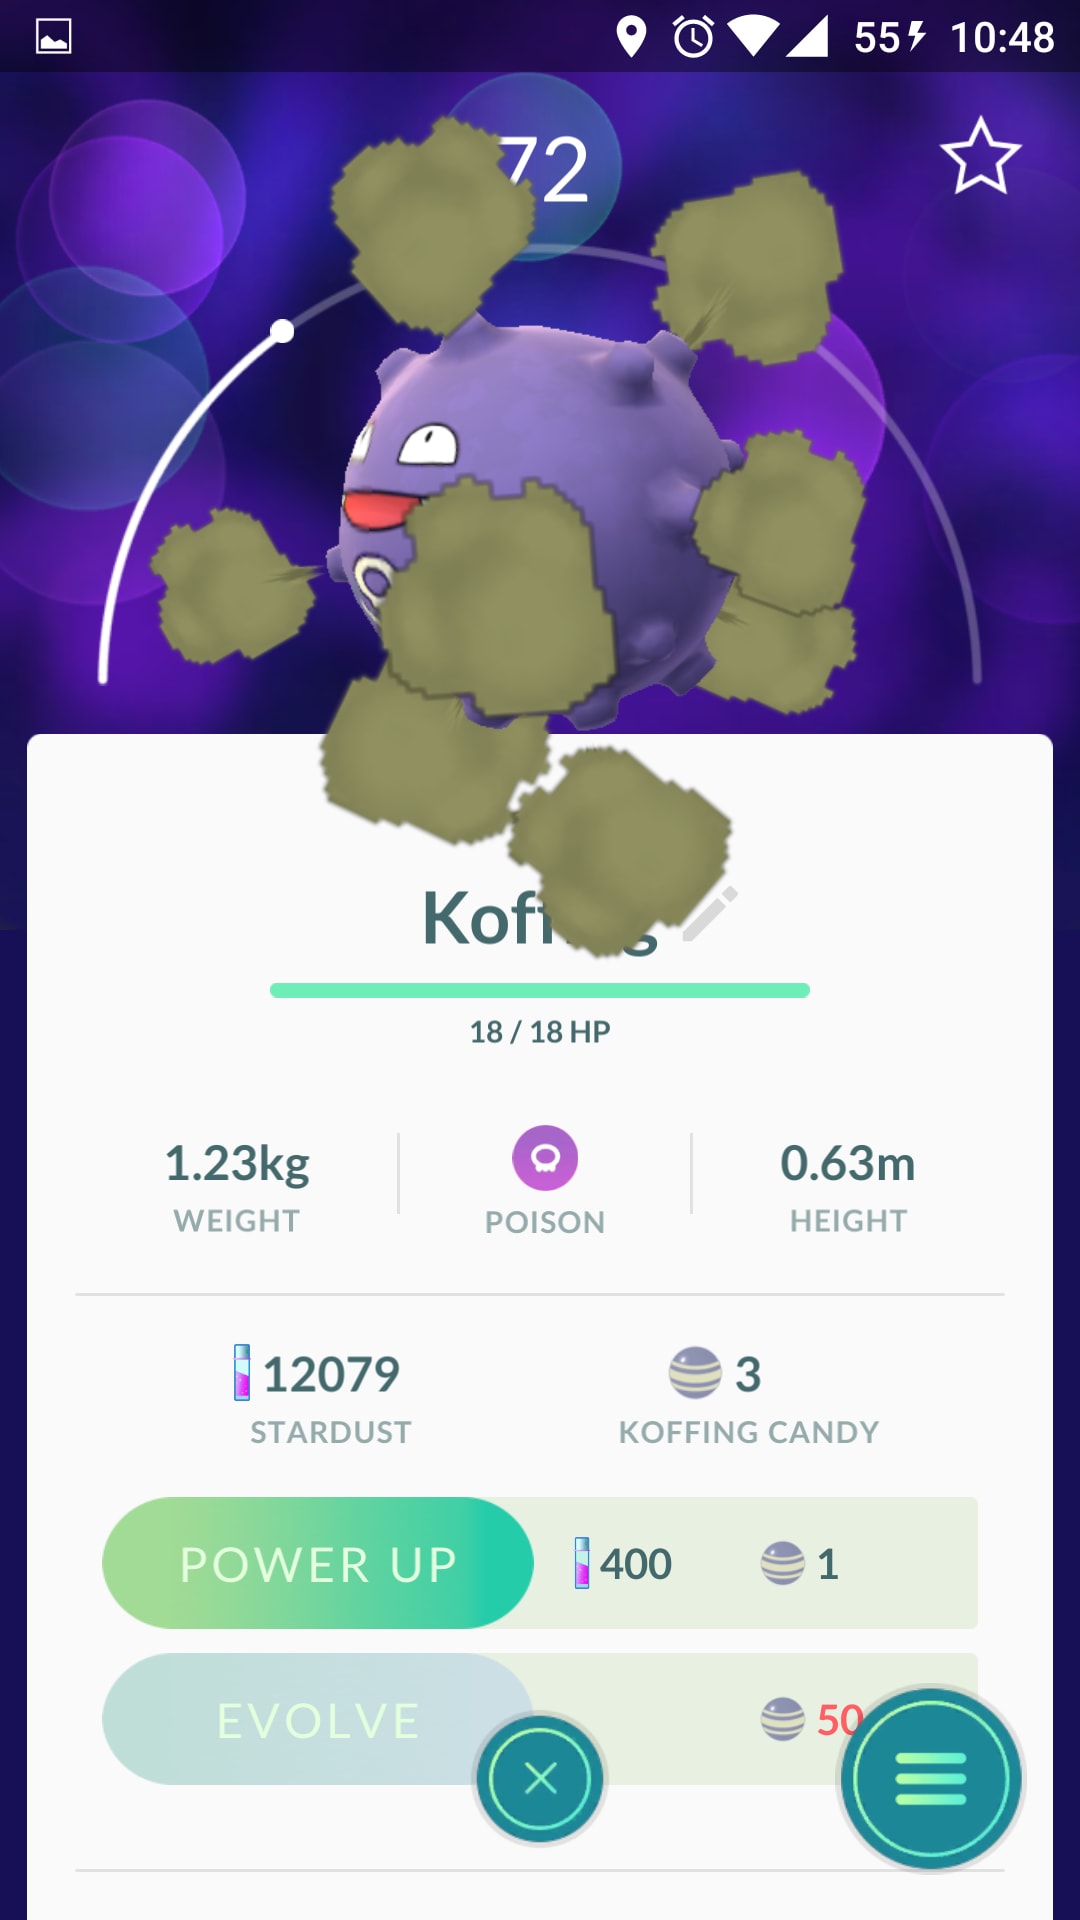 55 10:48
72
18 / 18 HP
1.23kg
WEIGHT
POISON
0.63m
HEIGHT
12079
STARDUST
3
KOFFING CANDY
POWER UP 400 1
EVOLVE 50